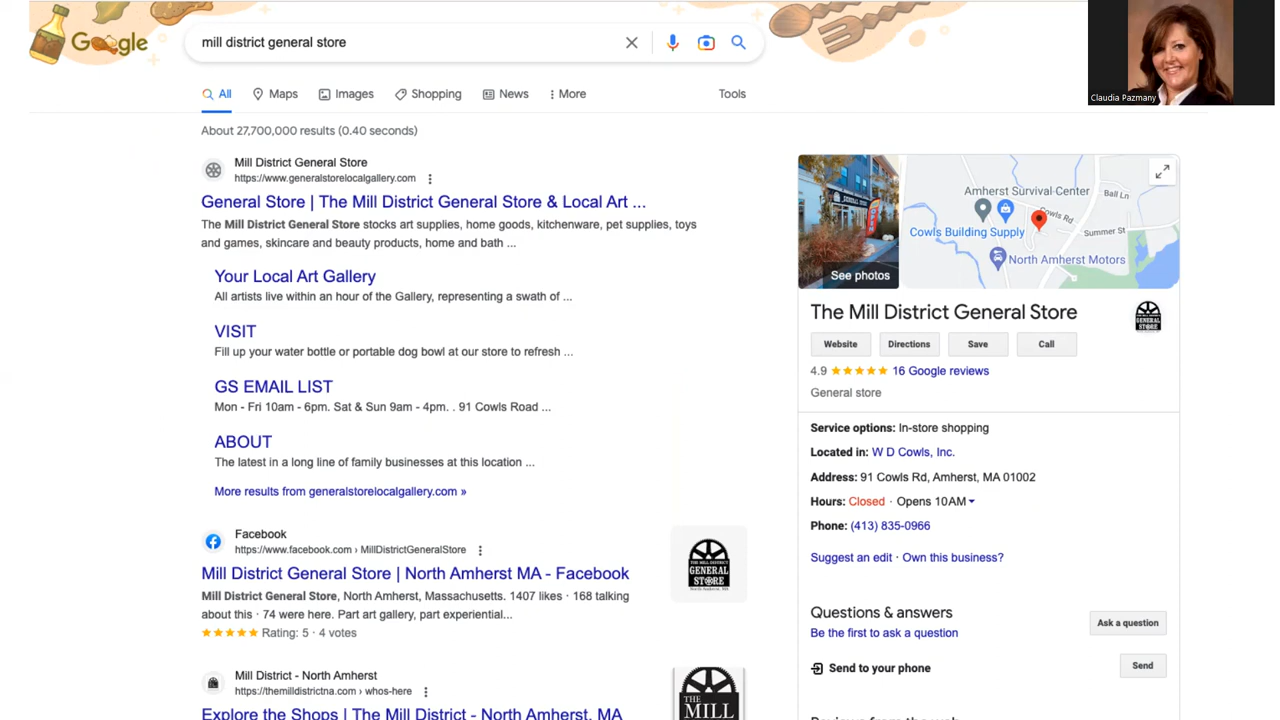 Google
mill district general store
Claudia Pazmany
All
Maps
Images
Shopping
News
More
Tools
About 27,700,000 results (0.40 seconds)
Mill District General Store
https://www.generalstorelocalgallery.com
General Store | The Mill District General Store & Local Art ...
The Mill District General Store stocks art supplies, home goods, kitchenware, pet supplies, toys
and games, skincare and beauty products, home and bath ...
Your Local Art Gallery
All artists live within an hour of the Gallery, representing a swath of ...
VISIT
Fill up your water bottle or portable dog bowl at our store to refresh ...
GS EMAIL LIST
Mon - Fri 10am - 6pm. Sat & Sun 9am - 4pm. . 91 Cowls Road ...
ABOUT
The latest in a long line of family businesses at this location ...
More results from generalstorelocalgallery.com »
Facebook
https://www.facebook.com › MillDistrictGeneralStore
Mill District General Store | North Amherst MA - Facebook
Mill District General Store, North Amherst, Massachusetts. 1407 likes · 168 talking
about this · 74 were here. Part art gallery, part experiential...
Rating: 5 · 4 votes
THE MILL DISTRICT
GENERAL
STORE
North Amherst, MA
Mill District - North Amherst
https://themilldistrictna.com › whos-here
Explore the Shops | The Mill District - North Amherst, MA
THE
MILL
See photos
Amherst Survival Center
Ball Ln
Cowls Rd
Cowls Building Supply
Summer St
North Amherst Motors
The Mill District General Store
GENERAL
STORE
Website
Directions
Save
Call
4.9
16 Google reviews
General store
Service options: In-store shopping
Located in: W D Cowls, Inc.
Address: 91 Cowls Rd, Amherst, MA 01002
Hours: Closed · Opens 10AM
Phone: (413) 835-0966
Suggest an edit · Own this business?
Questions & answers
Be the first to ask a question
Ask a question
Send to your phone
Send
Reviews from the web